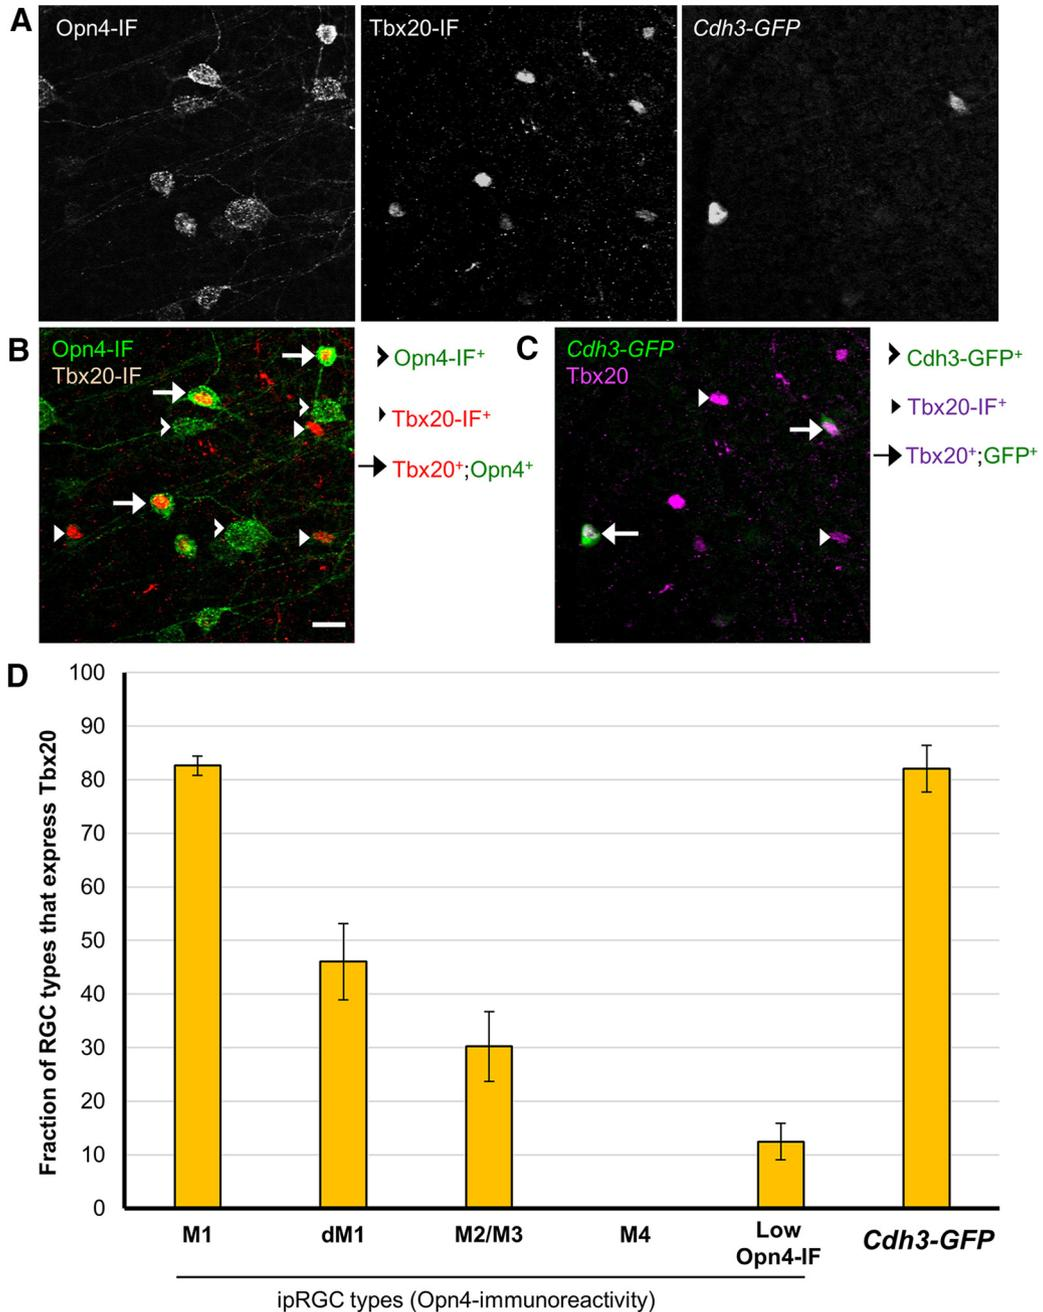 A
Opn4-IF
Tbx20-IF
Cdh3-GFP
B
Opn4-IF
Tbx20-IF
Opn4-IF⁺
Tbx20-IF⁺
Tbx20⁺;Opn4⁺
C
Cdh3-GFP
Tbx20
Cdh3-GFP⁺
Tbx20-IF⁺
Tbx20⁺;GFP⁺
D
Fraction of RGC types that express Tbx20
100
90
80
70
60
50
40
30
20
10
0
M1
dM1
M2/M3
M4
Low
Opn4-IF
Cdh3-GFP
ipRGC types (Opn4-immunoreactivity)